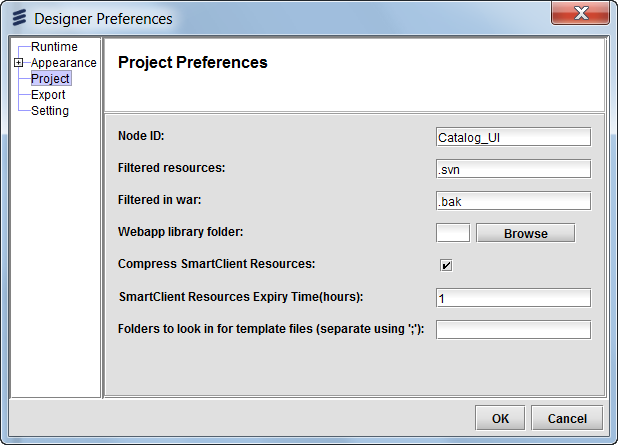 Designer Preferences
Runtime
Appearance
Project
Export
Setting
Project Preferences
Node ID:
Catalog_UI
Filtered resources:
.svn
Filtered in war:
.bak
Webapp library folder:
Browse
Compress SmartClient Resources:
SmartClient Resources Expiry Time(hours):
1
Folders to look in for template files (separate using ';'):
OK
Cancel